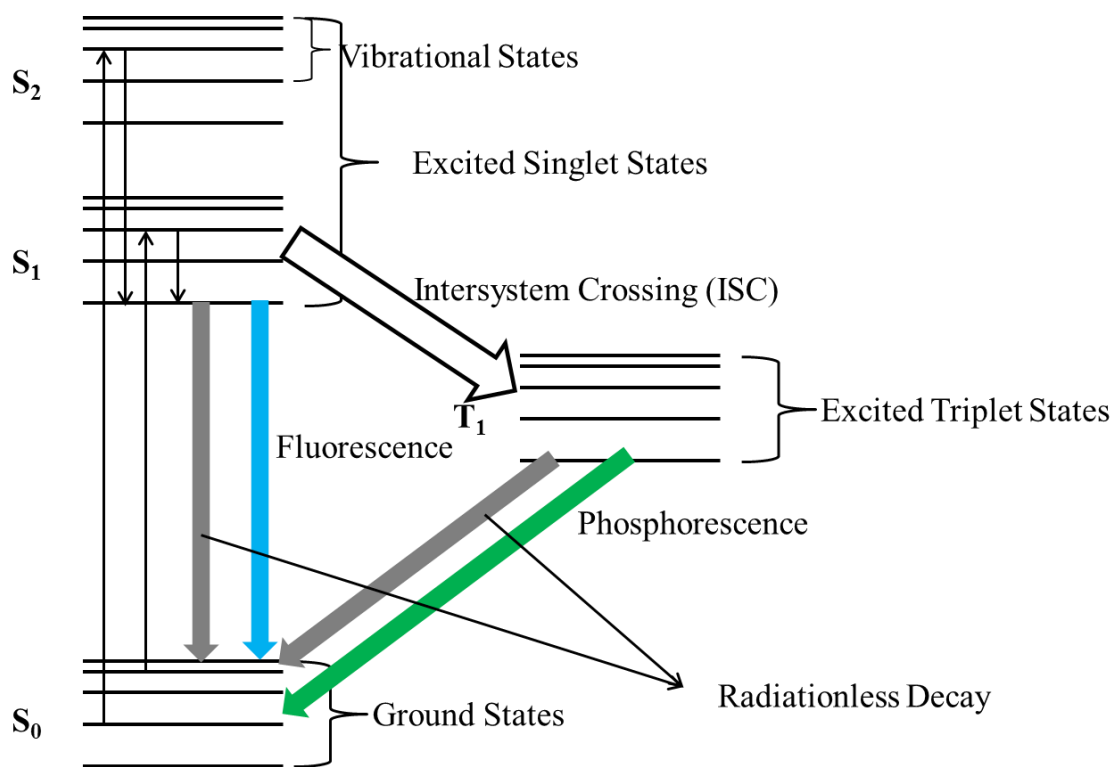 Vibrational States
S₂
Excited Singlet States
S₁
Intersystem Crossing (ISC)
T₁
Excited Triplet States
Fluorescence
Phosphorescence
Radiationless Decay
S₀
Ground States